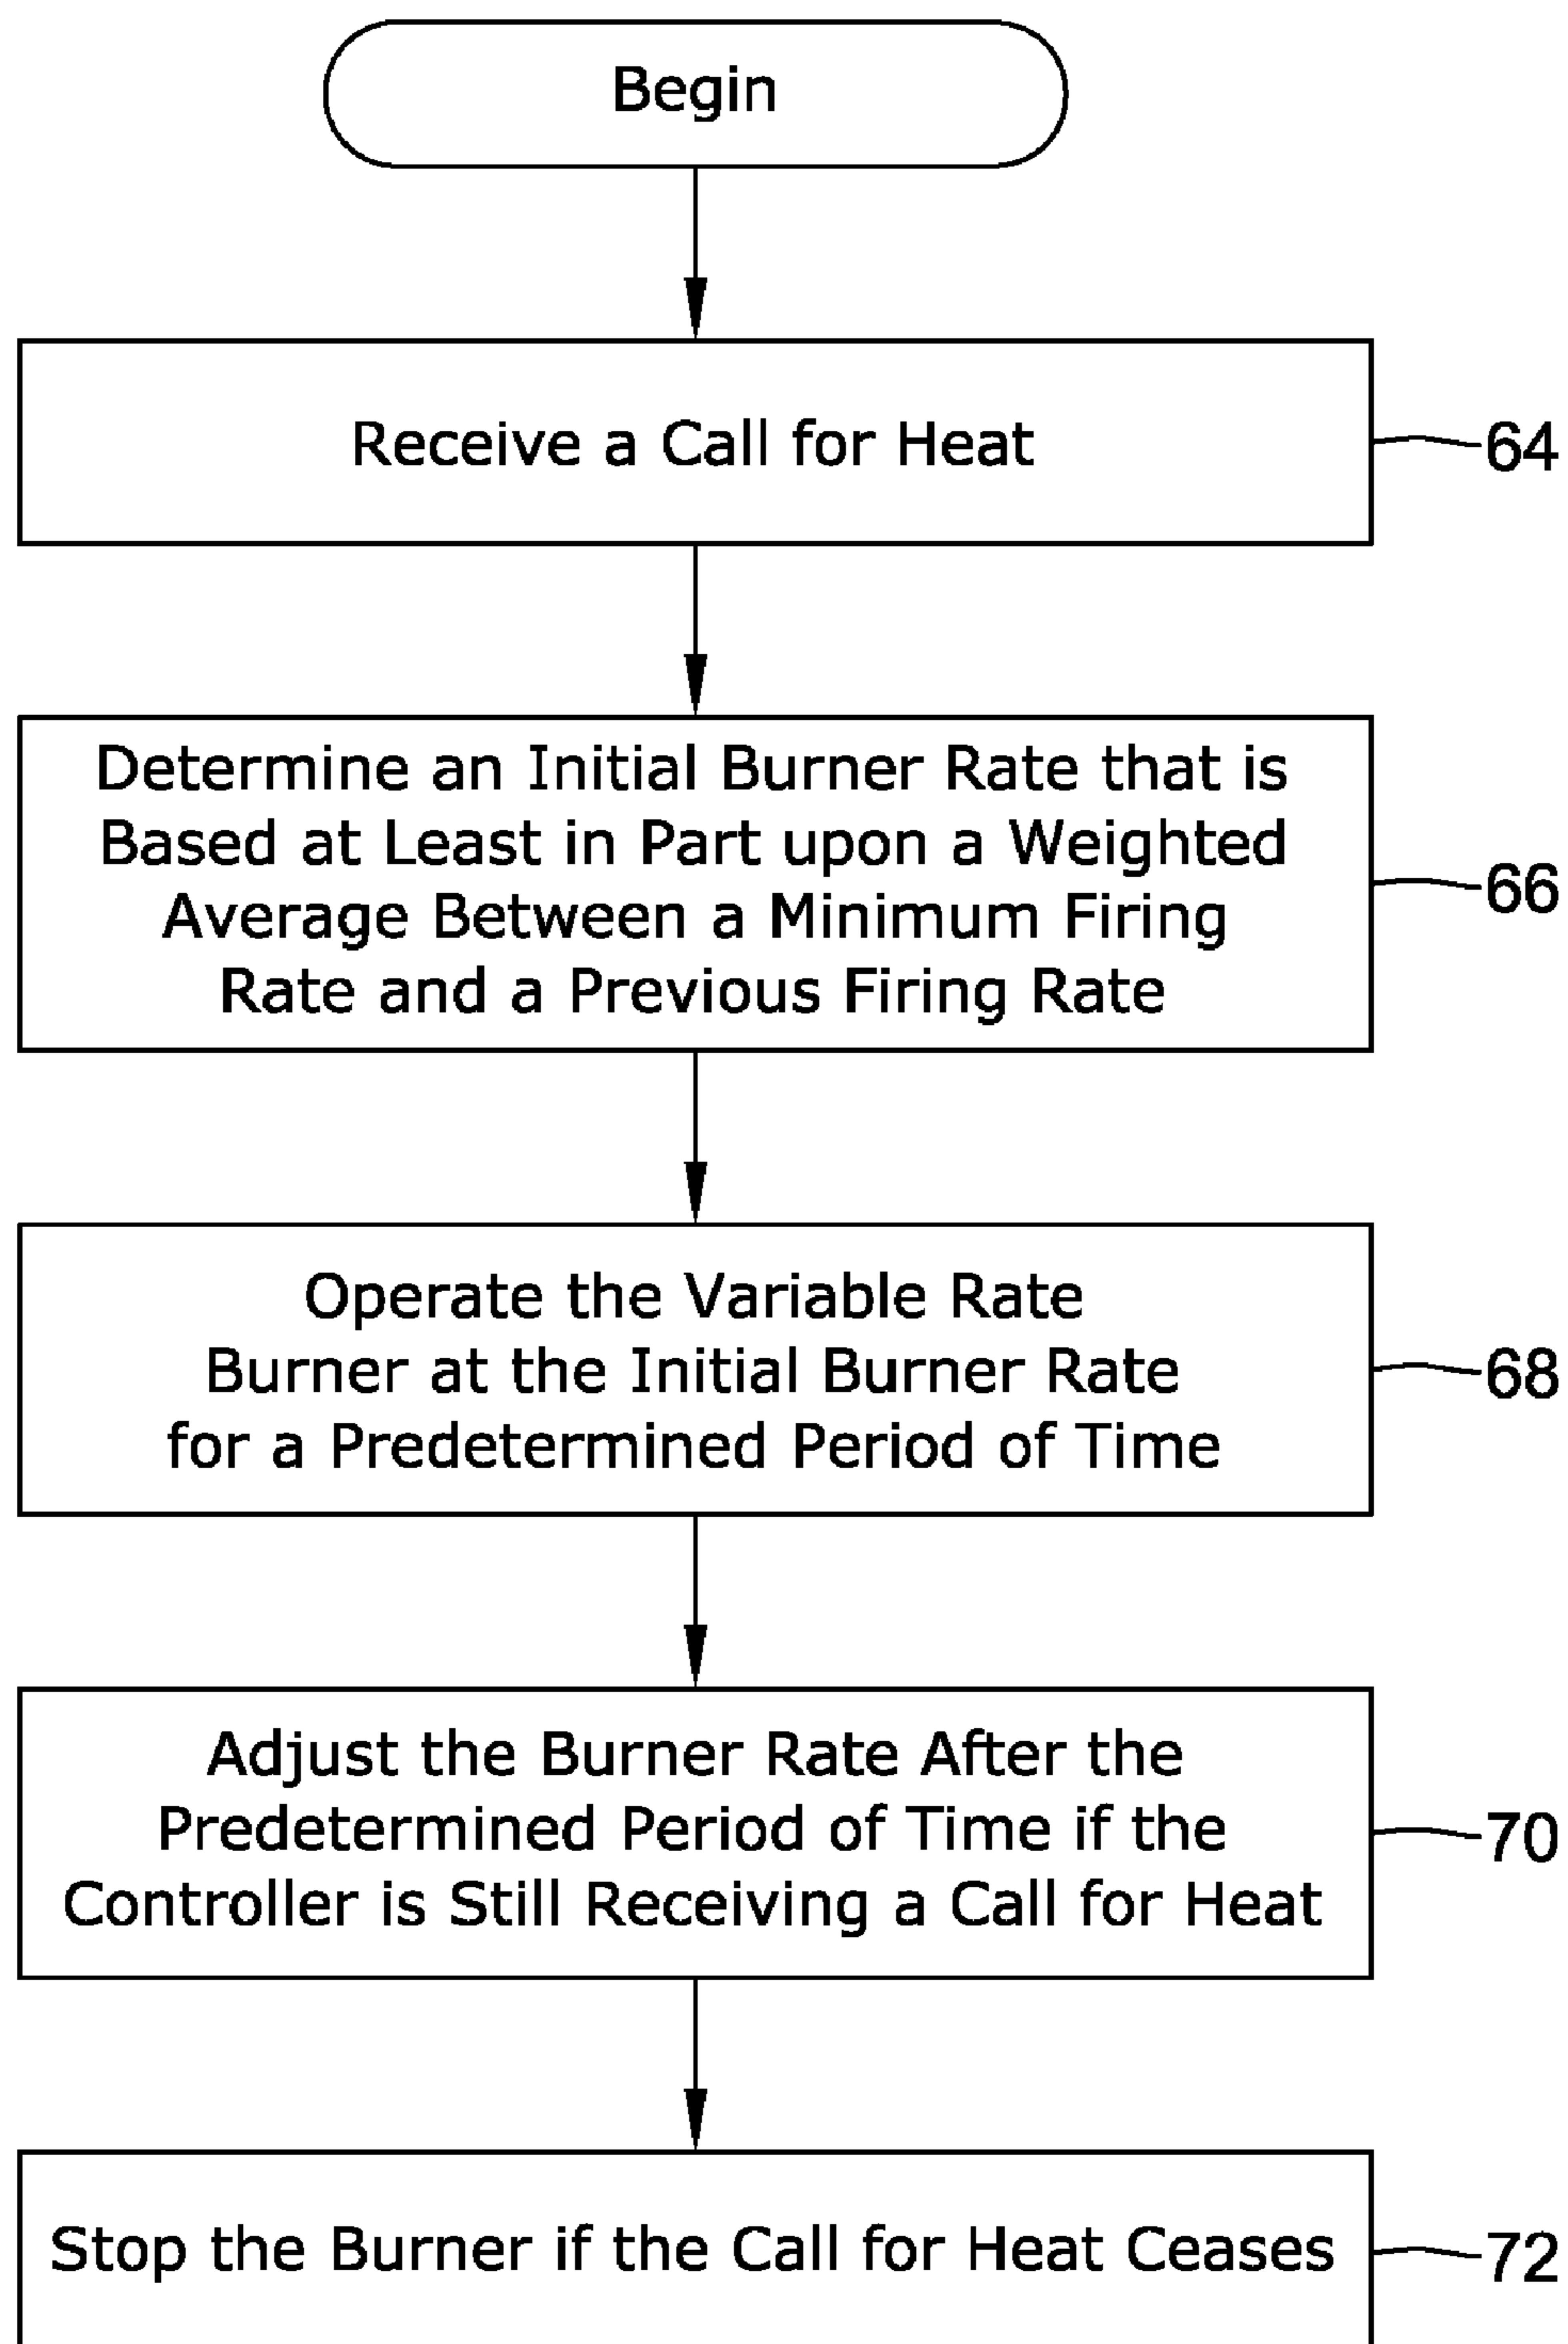 Begin
Receive a Call for Heat
64
Determine an Initial Burner Rate that is
Based at Least in Part upon a Weighted
Average Between a Minimum Firing
Rate and a Previous Firing Rate
66
Operate the Variable Rate
Burner at the Initial Burner Rate
for a Predetermined Period of Time
68
Adjust the Burner Rate After the
Predetermined Period of Time if the
Controller is Still Receiving a Call for Heat
70
Stop the Burner if the Call for Heat Ceases
72